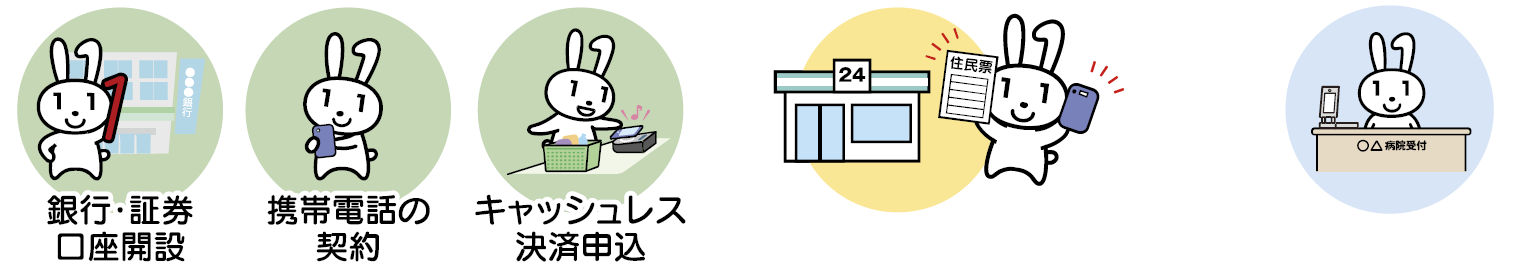 ●●●銀行
銀行・証券
口座開設
携帯電話の
契約
キャッシュレス
決済申込
24
住民票
○△病院受付